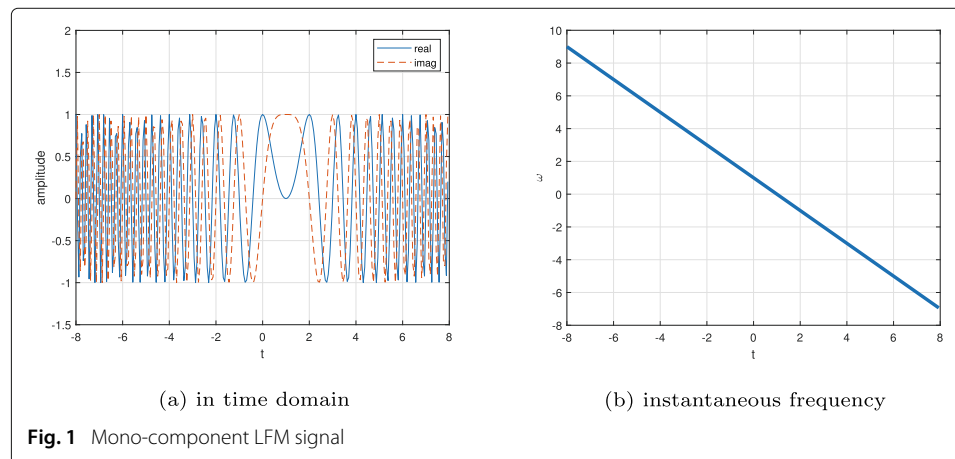 2
1.5
1
0.5
0
-0.5
-1
-1.5
amplitude
-8 -6 -4 -2 0 2 4 6 8
t
real
imag
(a) in time domain
10
8
6
4
2
0
-2
-4
-6
-8
ω
-8 -6 -4 -2 0 2 4 6 8
t
(b) instantaneous frequency
Fig. 1 Mono-component LFM signal